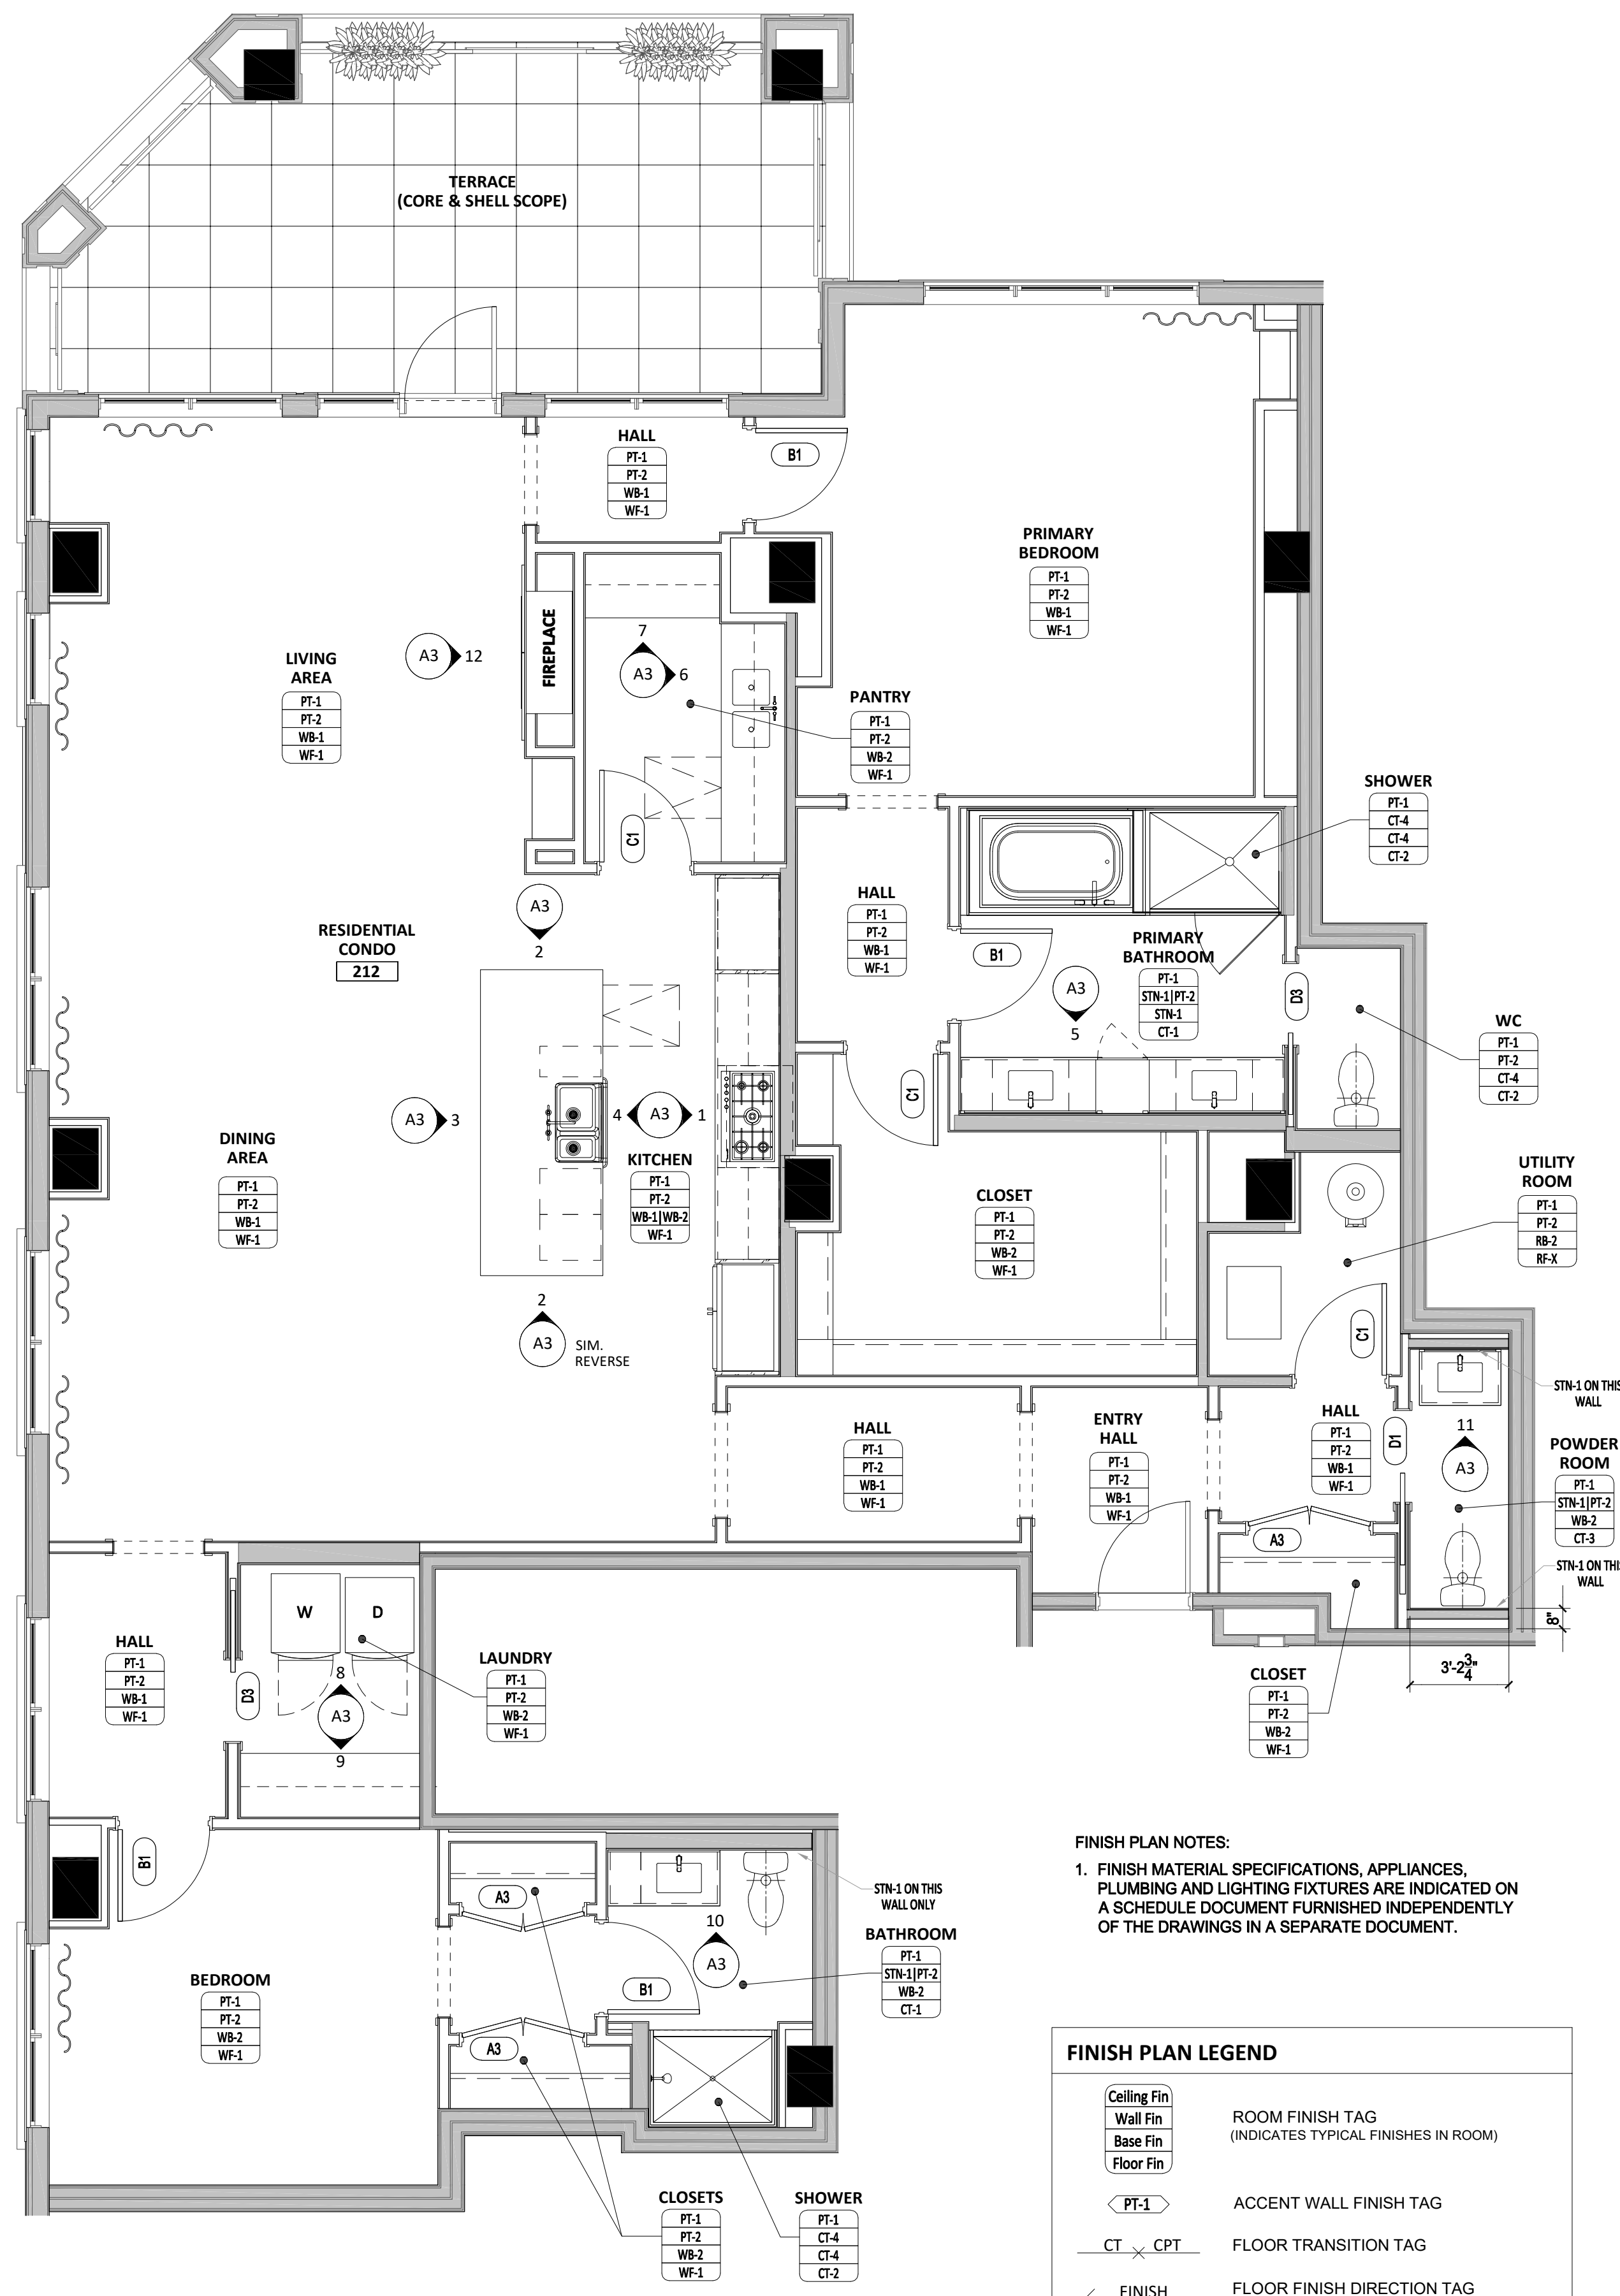 TERRACE
(CORE & SHELL SCOPE)
HALL
PT-1
PT-2
WB-1
WF-1
B1
PRIMARY
BEDROOM
PT-1
PT-2
WB-1
WF-1
LIVING
AREA
PT-1
PT-2
WB-1
WF-1
A3
12
FIREPLACE
7
A3
6
PANTRY
PT-1
PT-2
WB-2
WF-1
C1
SHOWER
PT-1
CT-4
CT-4
CT-2
RESIDENTIAL
CONDO
212
A3
2
HALL
PT-1
PT-2
WB-1
WF-1
B1
PRIMARY
BATHROOM
PT-1
STN-1|PT-2
STN-1
CT-1
A3
5
D3
WC
PT-1
PT-2
CT-4
CT-2
C1
DINING
AREA
PT-1
PT-2
WB-1
WF-1
A3
3
4
A3
1
KITCHEN
PT-1
PT-2
WB-1|WB-2
WF-1
CLOSET
PT-1
PT-2
WB-2
WF-1
UTILITY
ROOM
PT-1
PT-2
RB-2
RF-X
C1
2
A3
SIM.
REVERSE
STN-1 ON THIS
WALL
HALL
PT-1
PT-2
WB-1
WF-1
ENTRY
HALL
PT-1
PT-2
WB-1
WF-1
HALL
PT-1
PT-2
WB-1
WF-1
D1
11
A3
POWDER
ROOM
PT-1
STN-1|PT-2
WB-2
CT-3
A3
STN-1 ON THI
WALL
8"
3'-2 3/4"
CLOSET
PT-1
PT-2
WB-2
WF-1
HALL
PT-1
PT-2
WB-1
WF-1
W
D
D3
8
A3
9
LAUNDRY
PT-1
PT-2
WB-2
WF-1
B1
A3
STN-1 ON THIS
WALL ONLY
10
A3
BATHROOM
PT-1
STN-1|PT-2
WB-2
CT-1
B1
BEDROOM
PT-1
PT-2
WB-2
WF-1
A3
CLOSETS
PT-1
PT-2
WB-2
WF-1
SHOWER
PT-1
CT-4
CT-4
CT-2
FINISH PLAN NOTES:
1. FINISH MATERIAL SPECIFICATIONS, APPLIANCES,
PLUMBING AND LIGHTING FIXTURES ARE INDICATED ON
A SCHEDULE DOCUMENT FURNISHED INDEPENDENTLY
OF THE DRAWINGS IN A SEPARATE DOCUMENT.
FINISH PLAN LEGEND
Ceiling Fin
Wall Fin
Base Fin
Floor Fin
ROOM FINISH TAG
(INDICATES TYPICAL FINISHES IN ROOM)
PT-1
ACCENT WALL FINISH TAG
CT CPT
FLOOR TRANSITION TAG
FINISH
FLOOR FINISH DIRECTION TAG